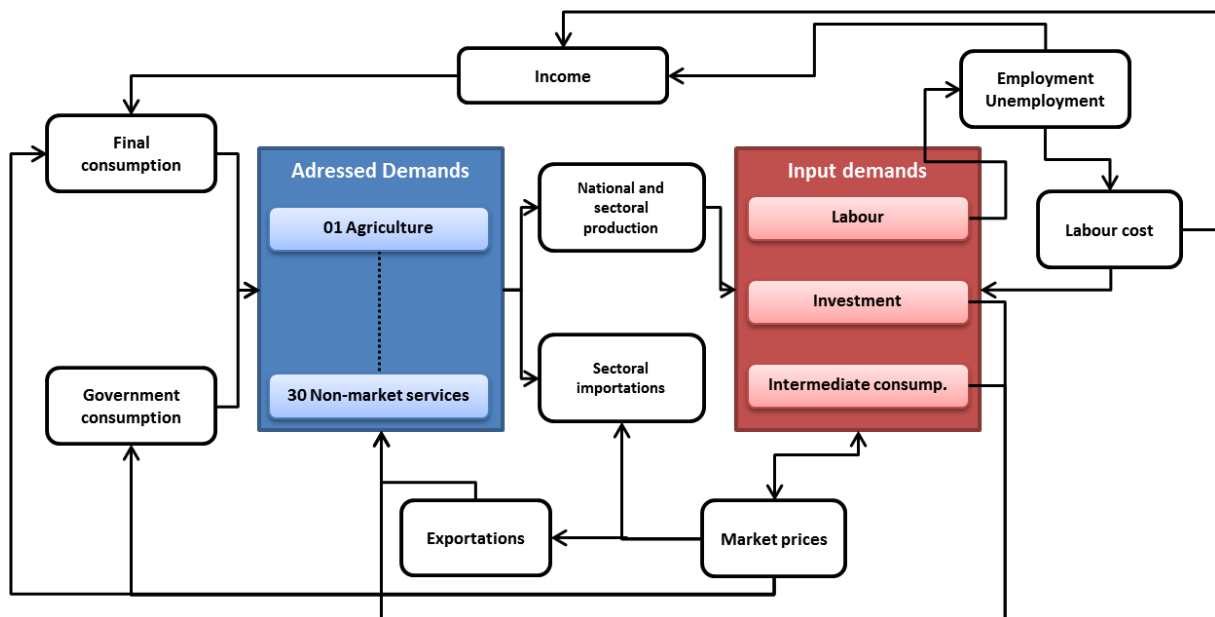 Income
Employment
Unemployment
Final
consumption
Adressed Demands
01 Agriculture
30 Non-market services
National and
sectoral
production
Input demands
Labour
Investment
Intermediate consump.
Labour cost
Government
consumption
Sectoral
importations
Exportations
Market prices